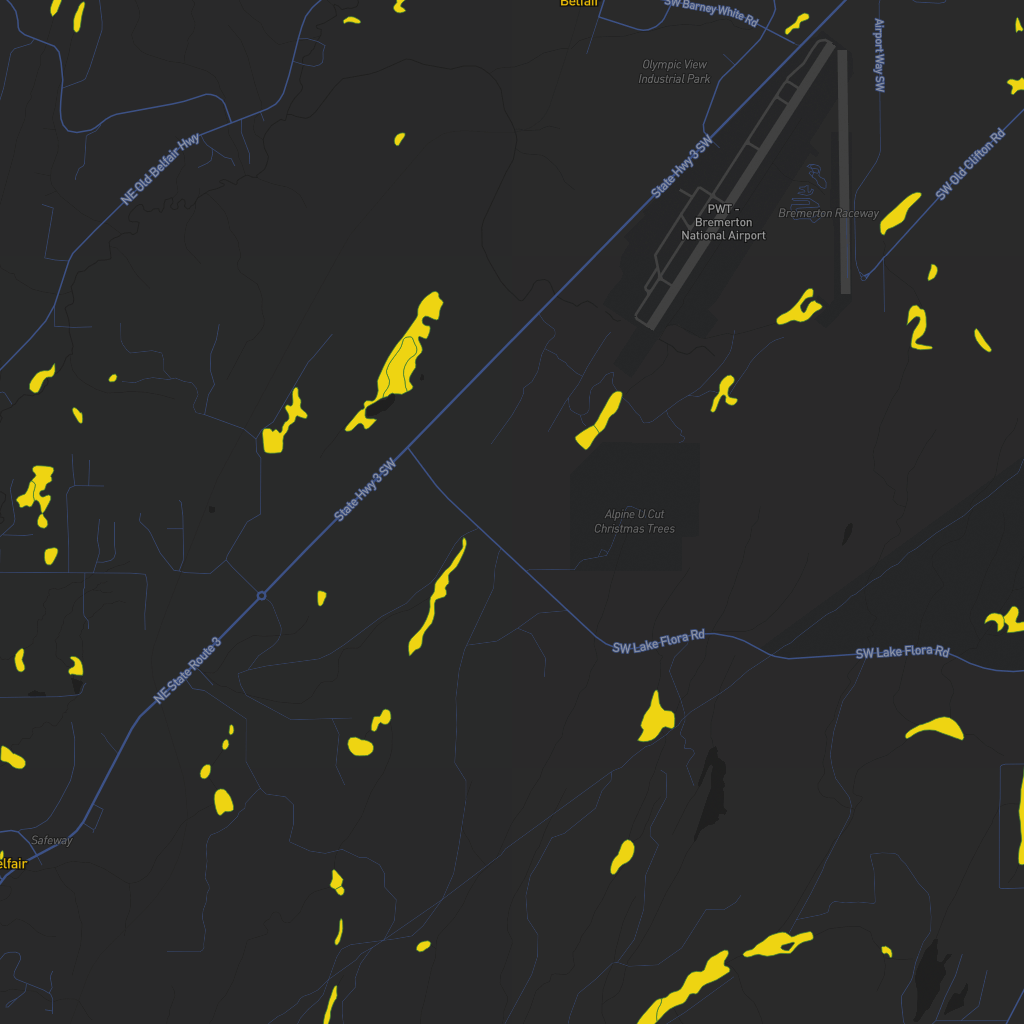 Belfair
SW Barney White Rd
Airport Way SW
Olympic View
Industrial Park
NE Old Belfair Hwy
State Hwy 3 SW
SW Old Clifton Rd
PWT -
Bremerton
National Airport
Bremerton Raceway
State Hwy 3 SW
Alpine U Cut
Christmas Trees
SW Lake Flora Rd
SW Lake Flora Rd
NE State Route 3
Safeway
elfair